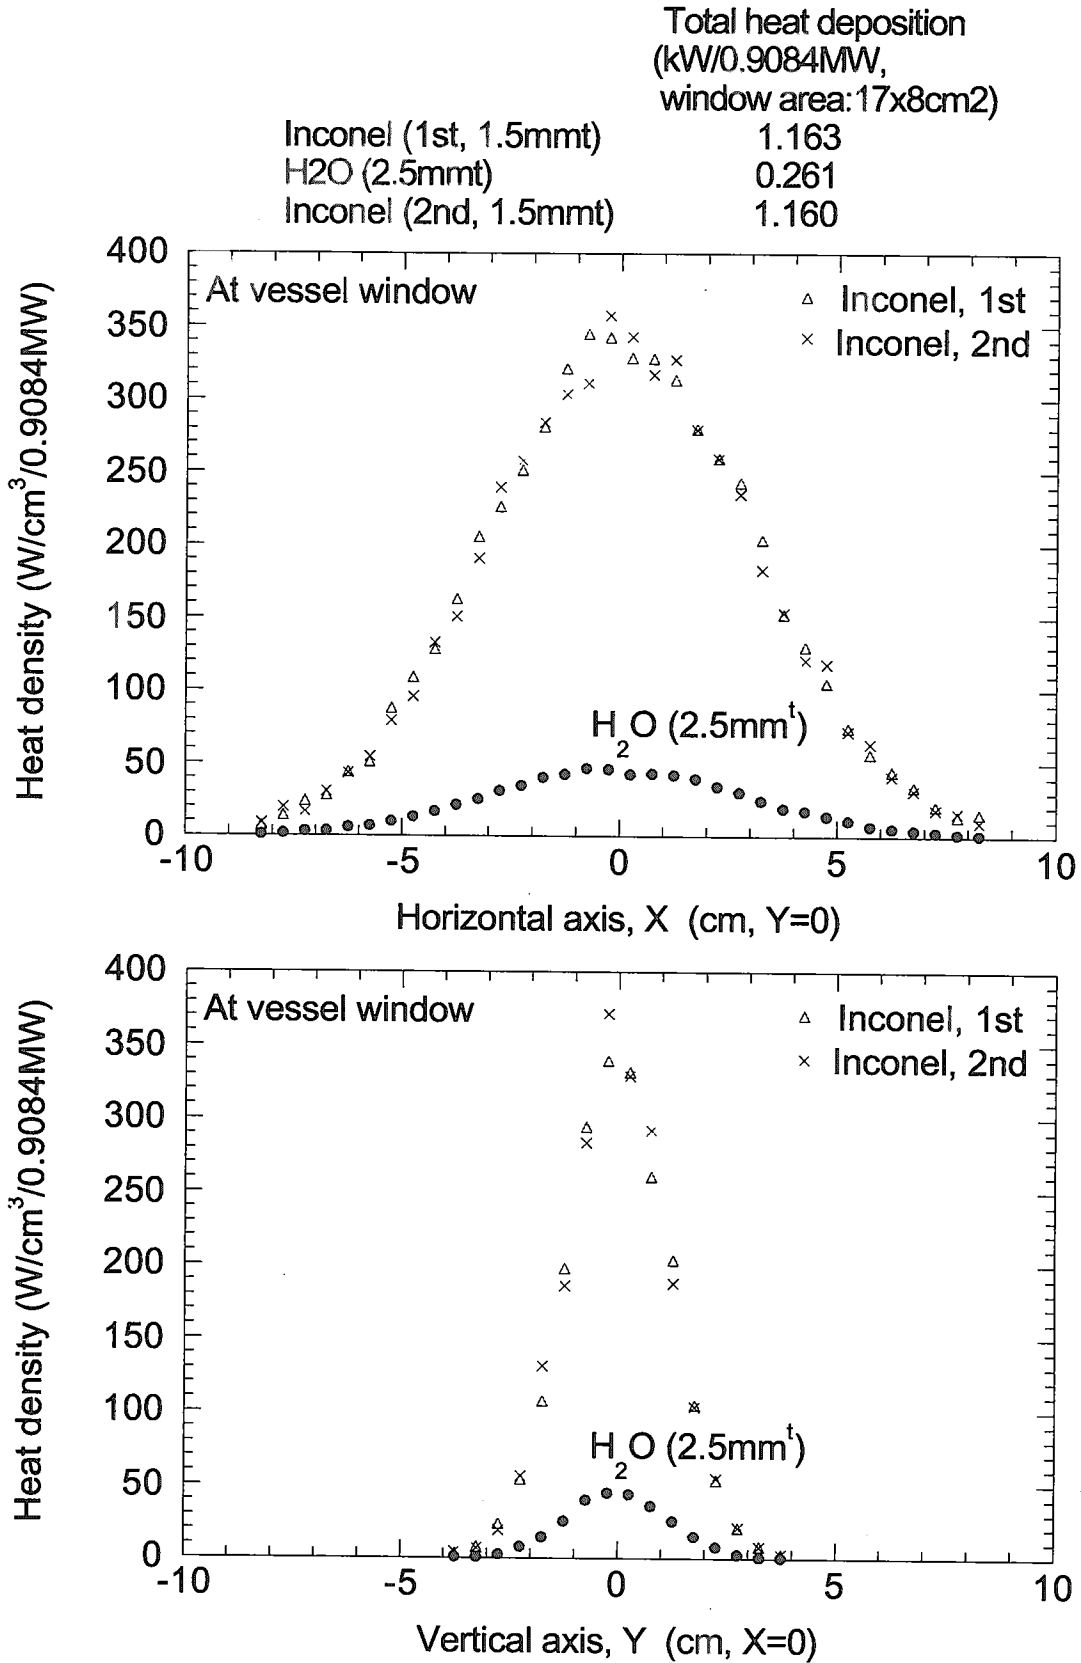 Total heat deposition
(kW/0.9084MW,
window area:17x8cm2)
Inconel (1st, 1.5mmt) 1.163
H2O (2.5mmt) 0.261
Inconel (2nd, 1.5mmt) 1.160
400
350
300
250
200
150
100
50
0
Heat density (W/cm³/0.9084MW)
At vessel window
△ Inconel, 1st
× Inconel, 2nd
H₂O (2.5mmᵗ)
-10 -5 0 5 10
Horizontal axis, X (cm, Y=0)
400
350
300
250
200
150
100
50
0
Heat density (W/cm³/0.9084MW)
At vessel window
△ Inconel, 1st
× Inconel, 2nd
H₂O (2.5mmᵗ)
-10 -5 0 5 10
Vertical axis, Y (cm, X=0)